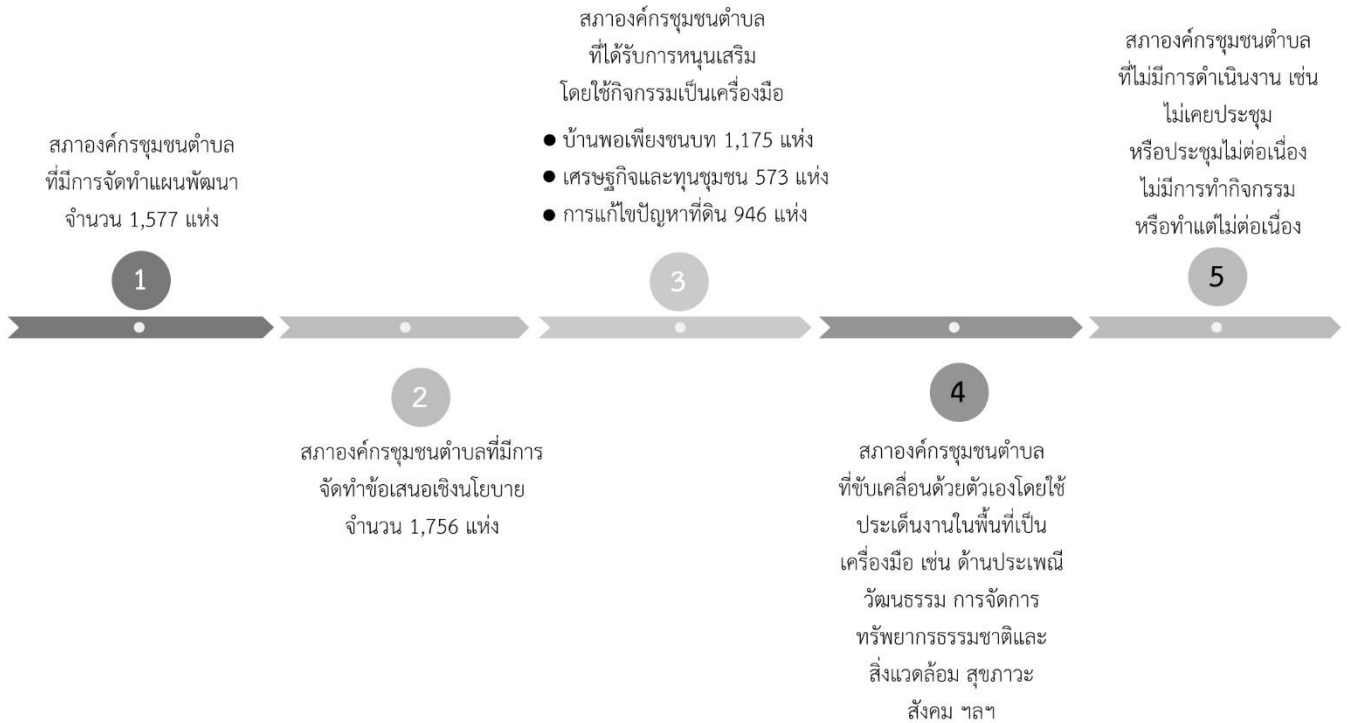 สภาองค์กรชุมชนตำบล
ที่มีการจัดทำแผนพัฒนา
จำนวน 1,577 แห่ง
1
2
สภาองค์กรชุมชนตำบลที่มีการ
จัดทำข้อเสนอเชิงนโยบาย
จำนวน 1,756 แห่ง
สภาองค์กรชุมชนตำบล
ที่ได้รับการหนุนเสริม
โดยใช้กิจกรรมเป็นเครื่องมือ
● บ้านพอเพียงชนบท 1,175 แห่ง
● เศรษฐกิจและทุนชุมชน 573 แห่ง
● การแก้ไขปัญหาที่ดิน 946 แห่ง
3
4
สภาองค์กรชุมชนตำบล
ที่ขับเคลื่อนด้วยตัวเองโดยใช้
ประเด็นงานในพื้นที่เป็น
เครื่องมือ เช่น ด้านประเพณี
วัฒนธรรม การจัดการ
ทรัพยากรธรรมชาติและ
สิ่งแวดล้อม สุขภาวะ
สังคม ฯลฯ
สภาองค์กรชุมชนตำบล
ที่ไม่มีการดำเนินงาน เช่น
ไม่เคยประชุม
หรือประชุมไม่ต่อเนื่อง
ไม่มีการทำกิจกรรม
หรือทำแต่ไม่ต่อเนื่อง
5